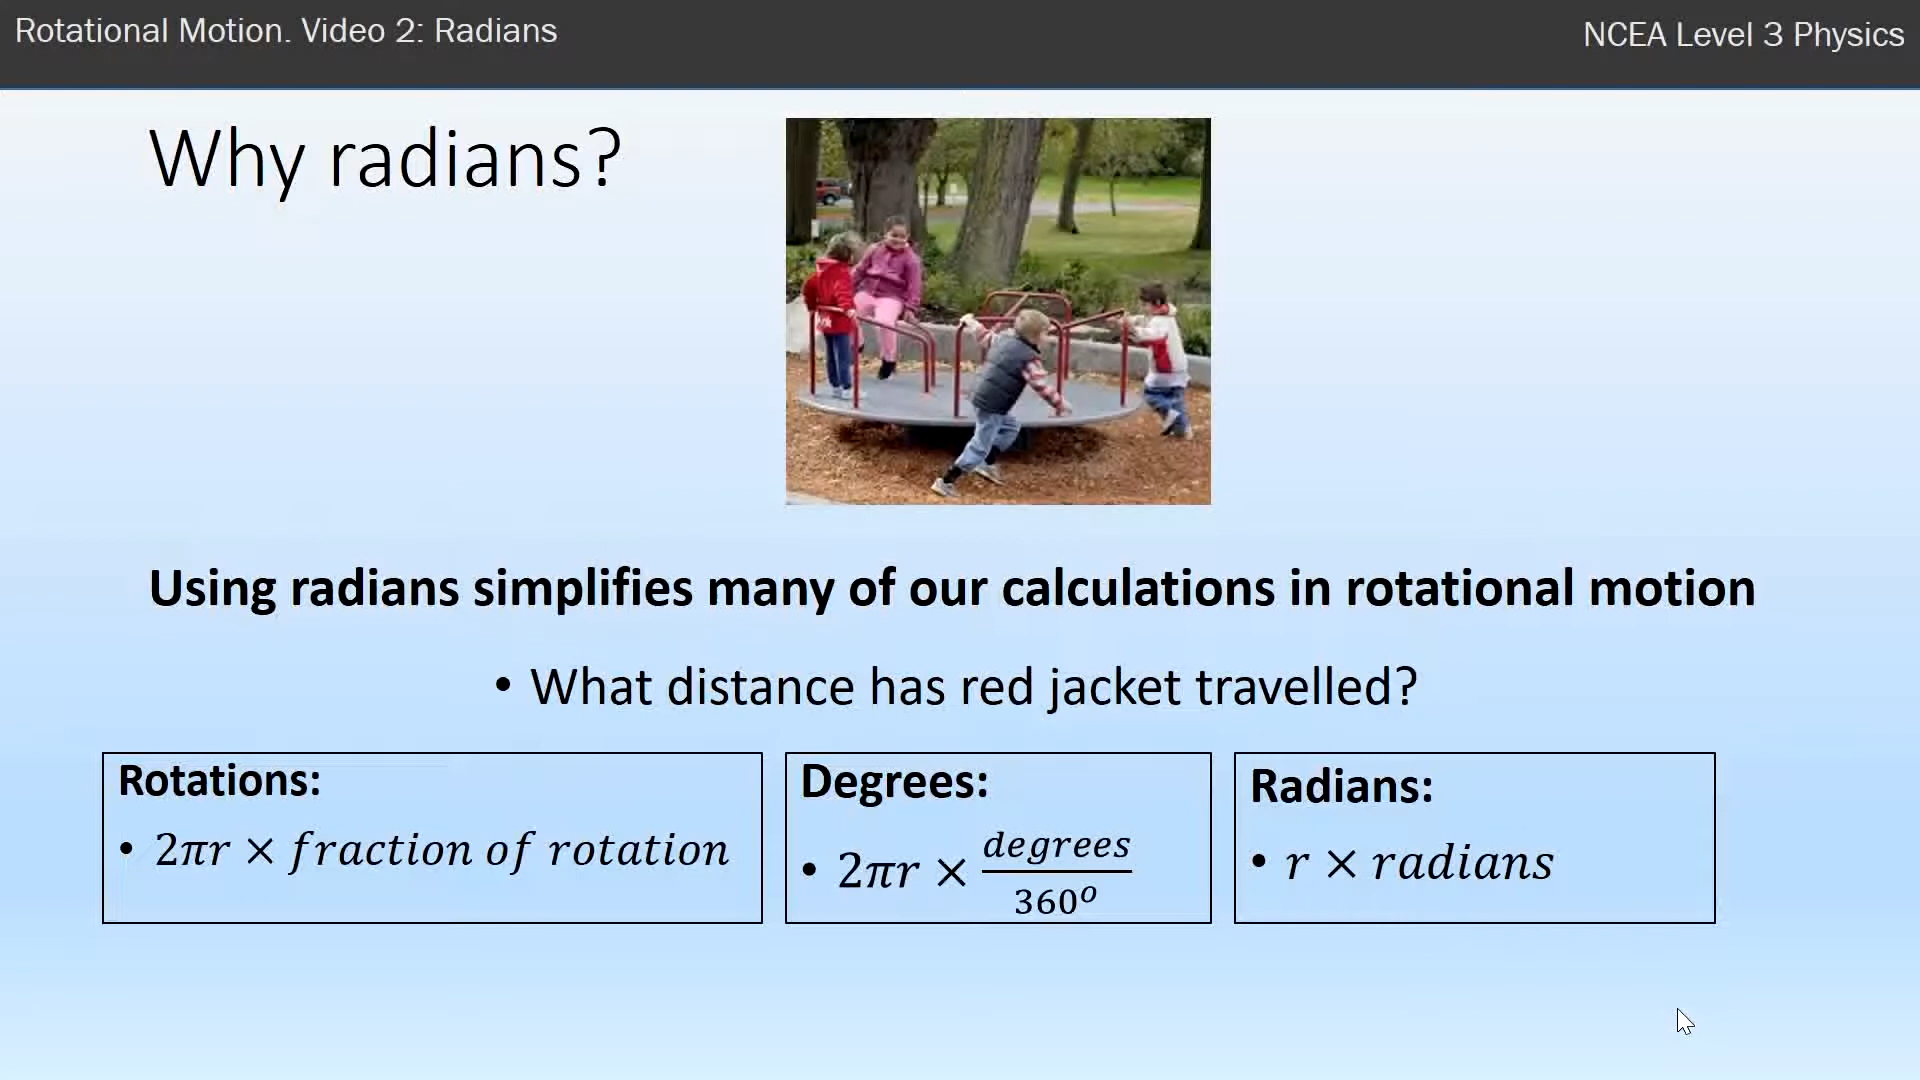 Rotational Motion. Video 2: Radians
NCEA Level 3 Physics
Why radians?
Using radians simplifies many of our calculations in rotational motion
• What distance has red jacket travelled?
Rotations:
• 2πr × fraction of rotation
Degrees:
• 2πr × degrees/360°
Radians:
• r × radians